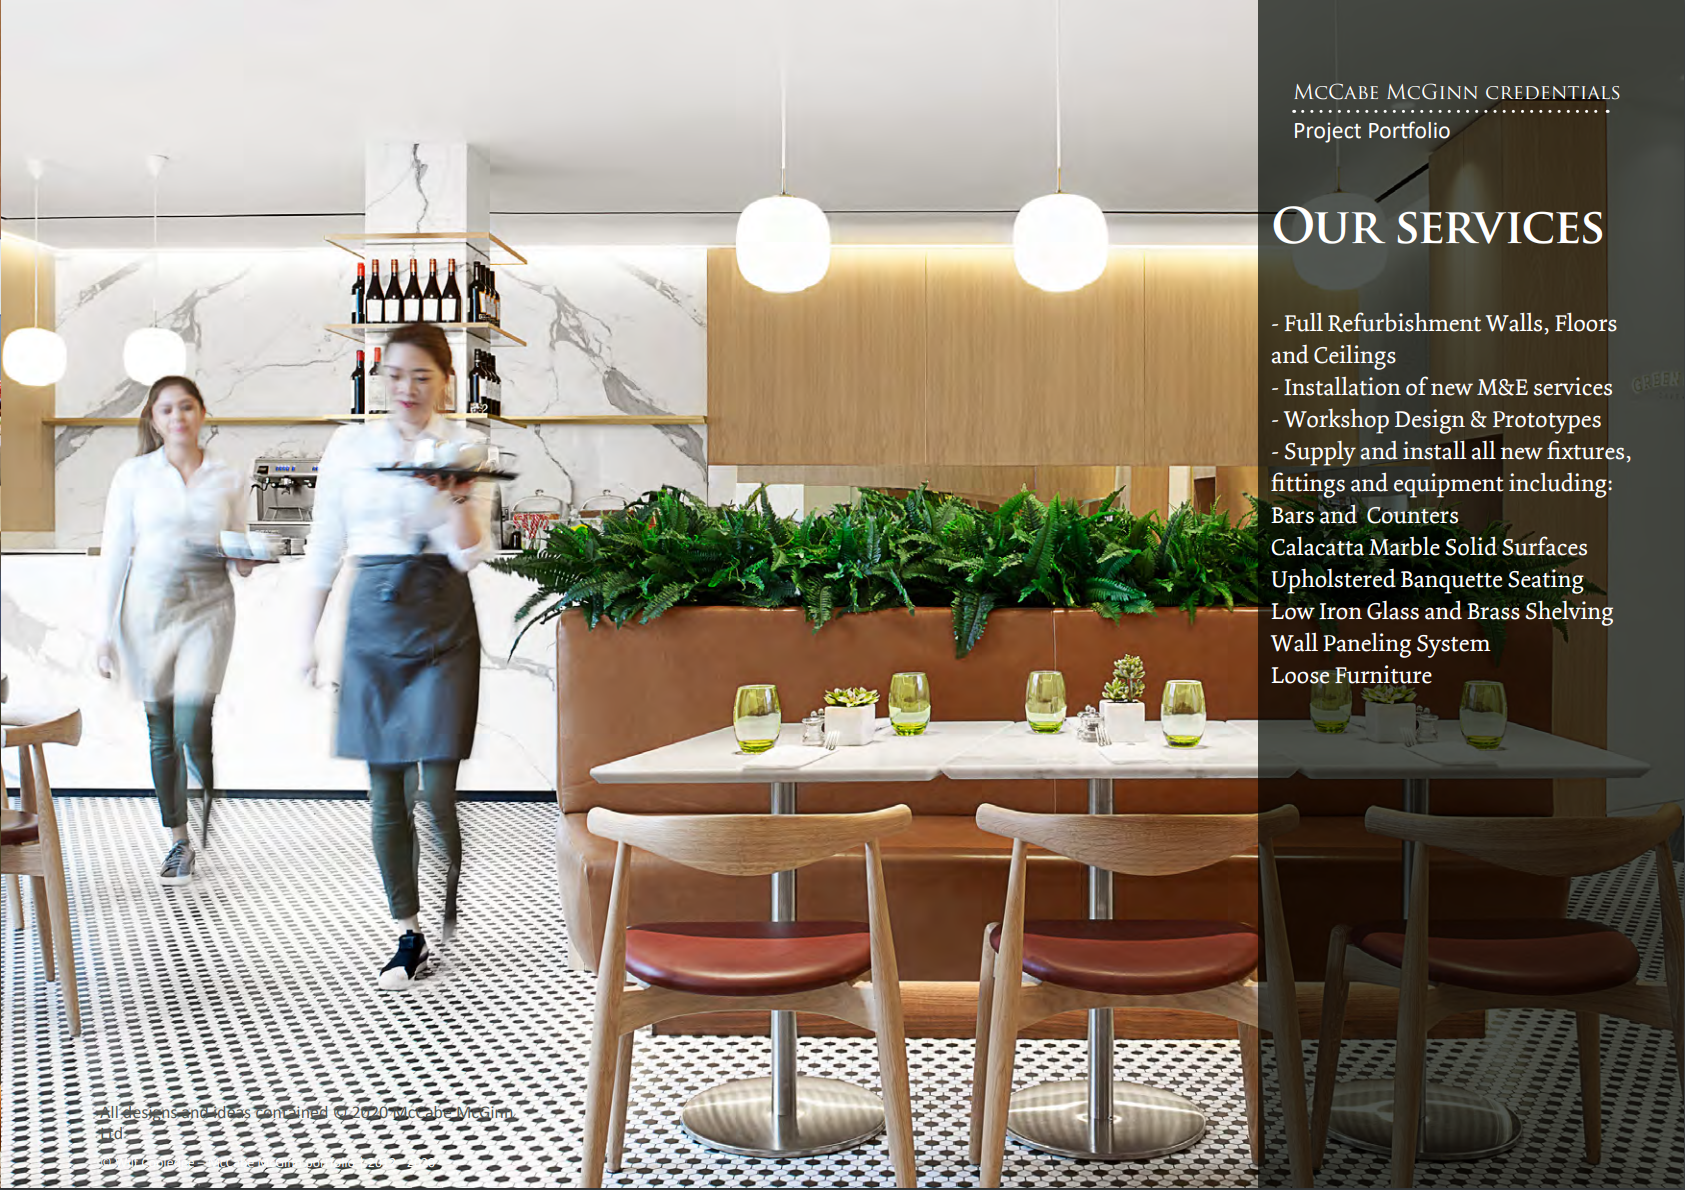 McCabe McGinn credentials
Project Portfolio
Our services
- Full Refurbishment Walls, Floors
and Ceilings
- Installation of new M&E services
- Workshop Design & Prototypes
- Supply and install all new fixtures,
fittings and equipment including:
Bars and  Counters
Calacatta Marble Solid Surfaces
Upholstered Banquette Seating
Low Iron Glass and Brass Shelving
Wall Paneling System
Loose Furniture
GREEN
All designs and ideas contained © 2020 McCabe McGinn
Ltd.